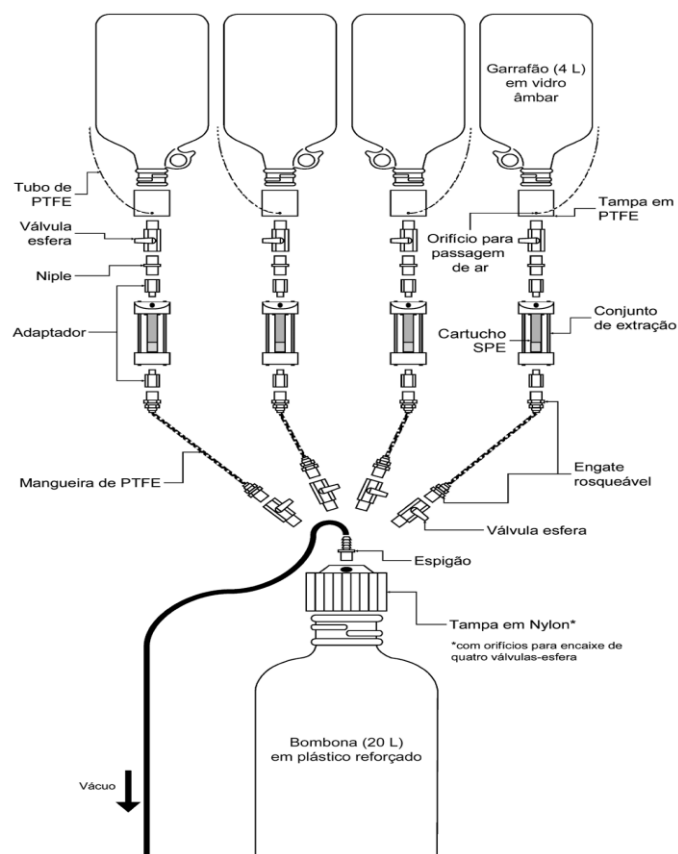 Garrafão (4 L)
em vidro
âmbar
Tubo de
PTFE
Tampa em
PTFE
Válvula
esfera
Orifício para
passagem
de ar
Niple
Adaptador
Cartucho
SPE
Conjunto
de extração
Mangueira de PTFE
Engate
rosqueável
Válvula esfera
Espigão
Tampa em Nylon*
*com orifícios para encaixe de
quatro válvulas-esfera
Bombona (20 L)
em plástico reforçado
Vácuo